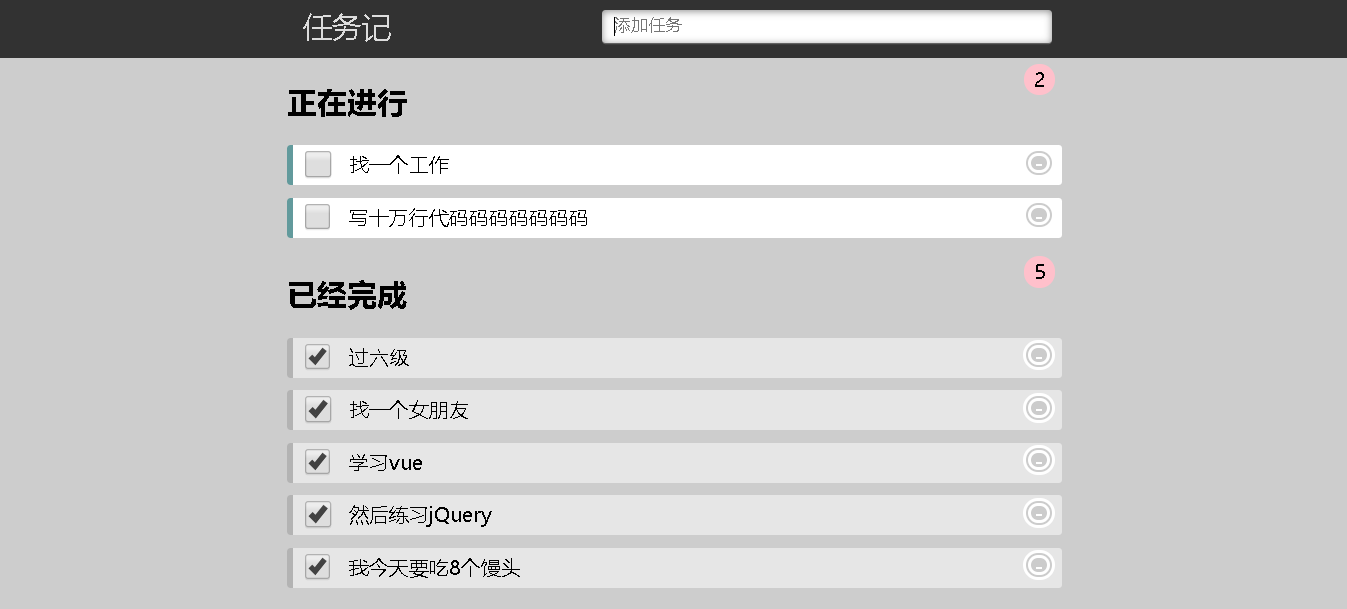 任务记
添加任务
正在进行
2
找一个工作
写十万行代码码码码码码码
已经完成
5
过六级
找一个女朋友
学习vue
然后练习jQuery
我今天要吃8个馒头